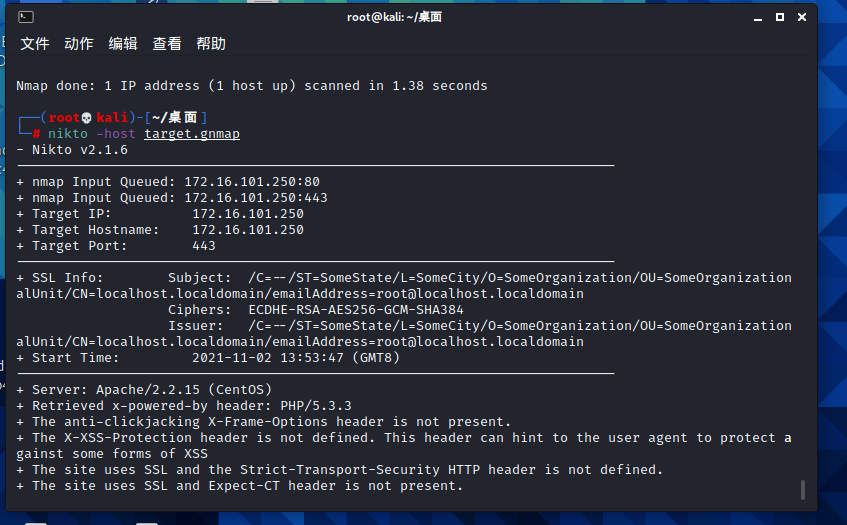 root@kali: ~/桌面
文件 动作 编辑 查看 帮助
Nmap done: 1 IP address (1 host up) scanned in 1.38 seconds
┌──(root💀kali)-[~/桌面]
└─# nikto -host target.gnmap
- Nikto v2.1.6
---------------------------------------------------------------------------
+ nmap Input Queued: 172.16.101.250:80
+ nmap Input Queued: 172.16.101.250:443
+ Target IP:          172.16.101.250
+ Target Hostname:    172.16.101.250
+ Target Port:        443
---------------------------------------------------------------------------
+ SSL Info:        Subject:  /C=--/ST=SomeState/L=SomeCity/O=SomeOrganization/OU=SomeOrganization
alUnit/CN=localhost.localdomain/emailAddress=root@localhost.localdomain
                   Ciphers:  ECDHE-RSA-AES256-GCM-SHA384
                   Issuer:   /C=--/ST=SomeState/L=SomeCity/O=SomeOrganization/OU=SomeOrganization
alUnit/CN=localhost.localdomain/emailAddress=root@localhost.localdomain
+ Start Time:         2021-11-02 13:53:47 (GMT8)
---------------------------------------------------------------------------
+ Server: Apache/2.2.15 (CentOS)
+ Retrieved x-powered-by header: PHP/5.3.3
+ The anti-clickjacking X-Frame-Options header is not present.
+ The X-XSS-Protection header is not defined. This header can hint to the user agent to protect a
gainst some forms of XSS
+ The site uses SSL and the Strict-Transport-Security HTTP header is not defined.
+ The site uses SSL and Expect-CT header is not present.